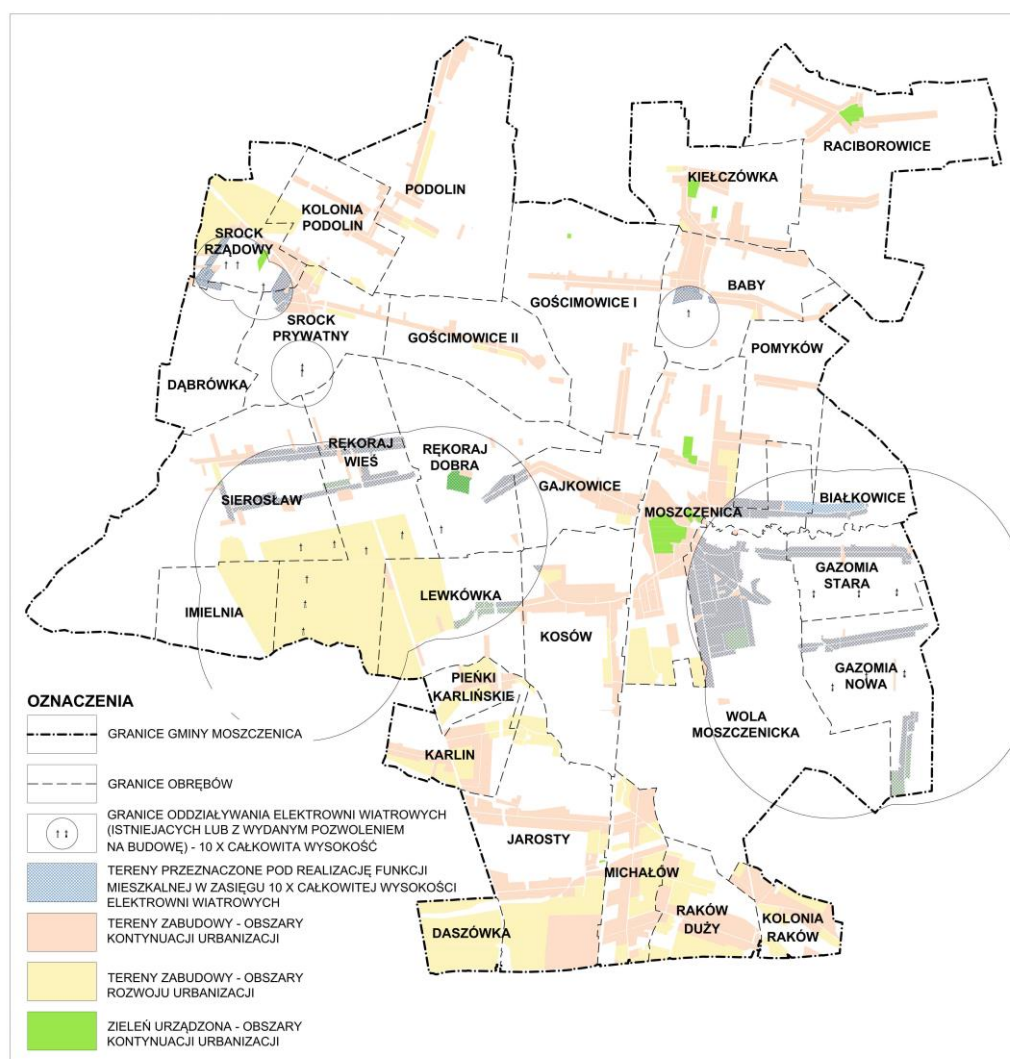 RACIBOROWICE
KIEŁCZÓWKA
PODOLIN
KOLONIA
PODOLIN
SROCK
RZĄDOWY
BABY
GOŚCIMOWICE I
SROCK
PRYWATNY
GOŚCIMOWICE II
POMYKÓW
DĄBRÓWKA
RĘKORAJ
WIEŚ
RĘKORAJ
DOBRA
SIEROSŁAW
GAJKOWICE
BIAŁKOWICE
MOSZCZENICA
GAZOMIA
STARA
IMIELNIA
LEWKÓWKA
KOSÓW
GAZOMIA
NOWA
PIEŃKI
KARLIŃSKIE
WOLA
MOSZCZENICKA
KARLIN
JAROSTY
MICHAŁÓW
RAKÓW
DUŻY
KOLONIA
RAKÓW
DASZÓWKA
OZNACZENIA
GRANICE GMINY MOSZCZENICA
GRANICE OBRĘBÓW
GRANICE ODDZIAŁYWANIA ELEKTROWNI WIATROWYCH
(ISTNIEJACYCH LUB Z WYDANYM POZWOLENIEM
NA BUDOWĘ) - 10 X CAŁKOWITA WYSOKOŚĆ
TERENY PRZEZNACZONE POD REALIZACJĘ FUNKCJI
MIESZKALNEJ W ZASIĘGU 10 X CAŁKOWITEJ WYSOKOŚCI
ELEKTROWNI WIATROWYCH
TERENY ZABUDOWY - OBSZARY
KONTYNUACJI URBANIZACJI
TERENY ZABUDOWY - OBSZARY
ROZWOJU URBANIZACJI
ZIELEŃ URZĄDZONA - OBSZARY
KONTYNUACJI URBANIZACJI